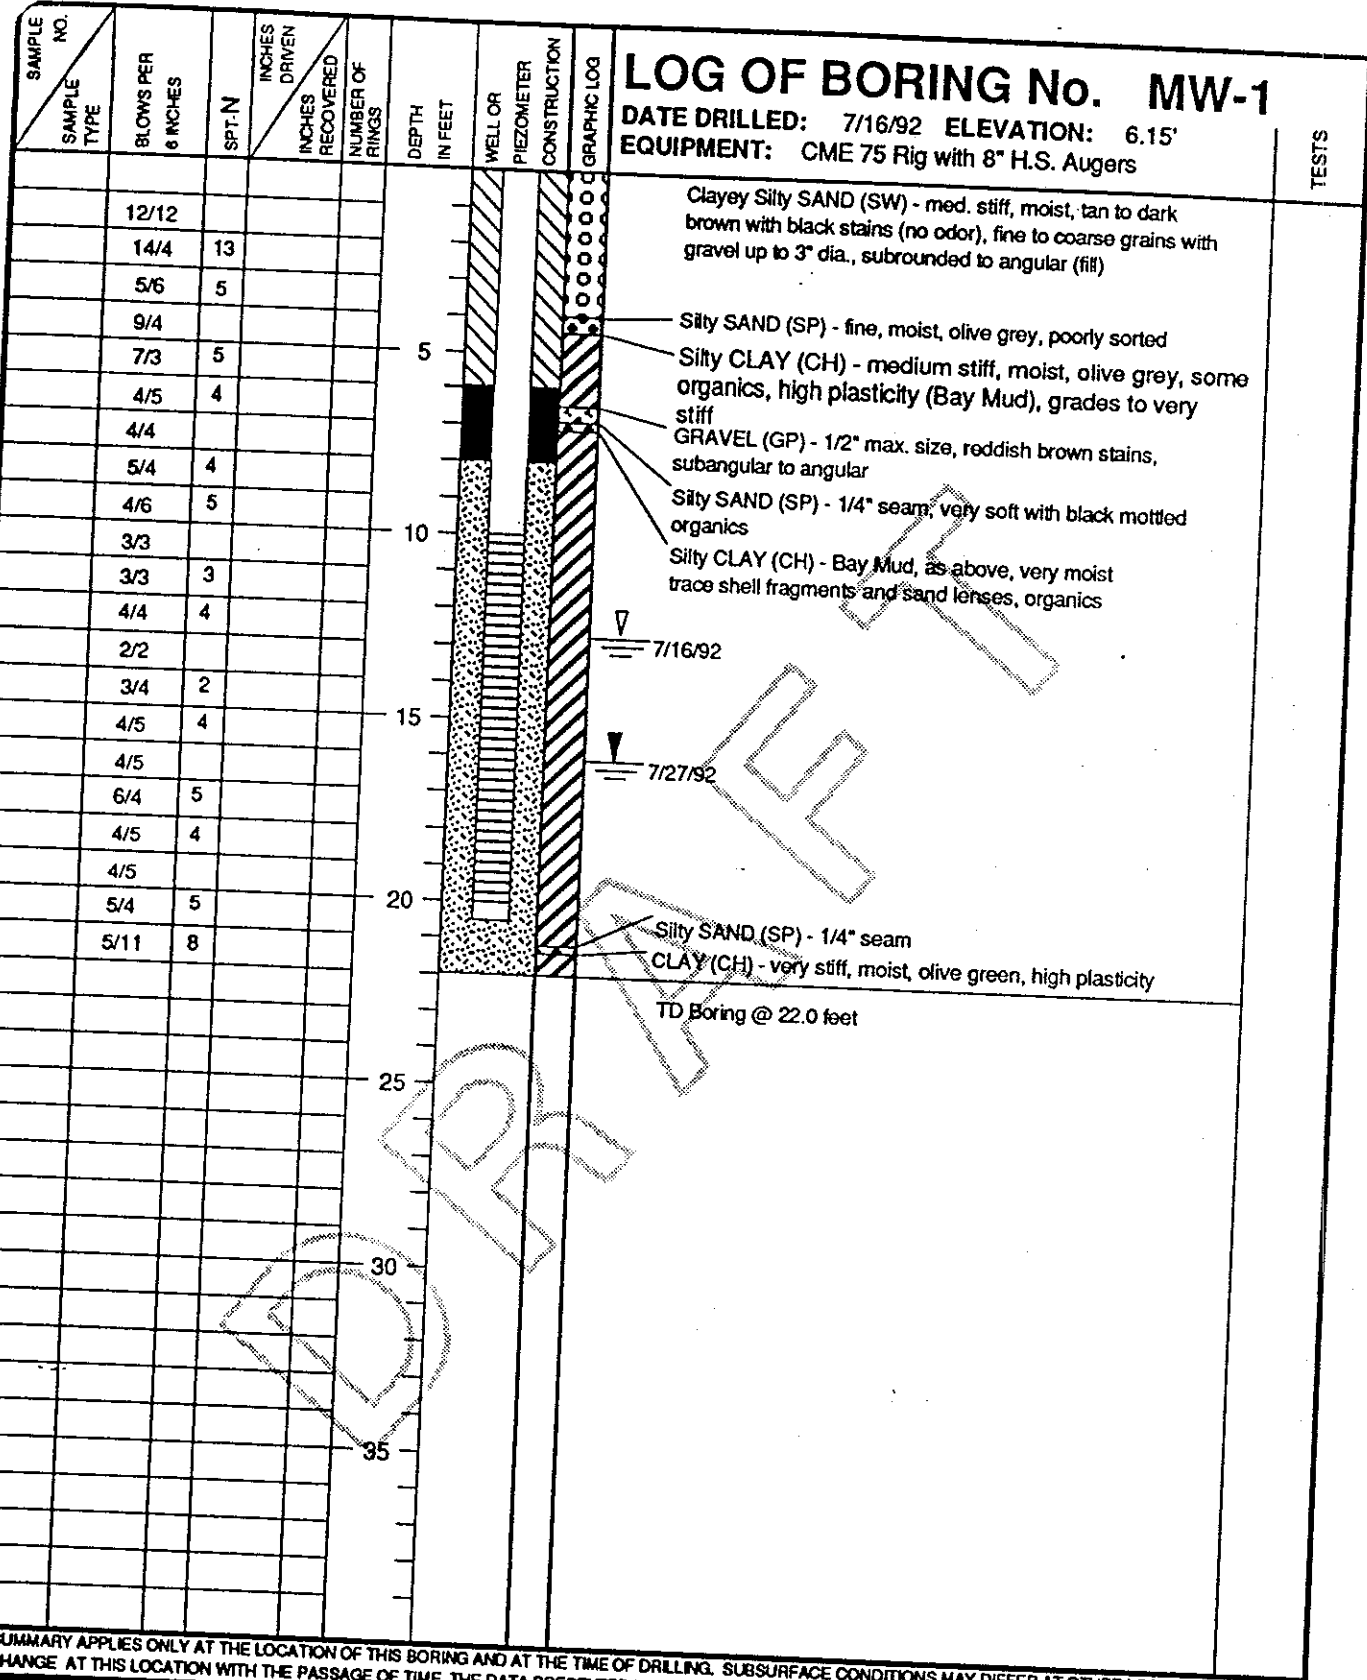 SAMPLE NO.
SAMPLE TYPE
BLOWS PER 6 INCHES
SPT-N
INCHES DRIVEN
INCHES RECOVERED
NUMBER OF RINGS
DEPTH IN FEET
WELL OR PIEZOMETER CONSTRUCTION
GRAPHIC LOG
LOG OF BORING No. MW-1
DATE DRILLED: 7/16/92 ELEVATION: 6.15'
EQUIPMENT: CME 75 Rig with 8" H.S. Augers
TESTS
Clayey Silty SAND (SW) - med. stiff, moist, tan to dark
brown with black stains (no odor), fine to coarse grains with
gravel up to 3" dia., subrounded to angular (fill)
Silty SAND (SP) - fine, moist, olive grey, poorly sorted
Silty CLAY (CH) - medium stiff, moist, olive grey, some
organics, high plasticity (Bay Mud), grades to very
stiff
GRAVEL (GP) - 1/2" max. size, reddish brown stains,
subangular to angular
Silty SAND (SP) - 1/4" seam, very soft with black mottled
organics
Silty CLAY (CH) - Bay Mud, as above, very moist
trace shell fragments and sand lenses, organics
7/16/92
7/27/92
Silty SAND (SP) - 1/4" seam
CLAY (CH) - very stiff, moist, olive green, high plasticity
TD Boring @ 22.0 feet
12/12
14/4 13
5/6 5
9/4
7/3 5
4/5 4
4/4
5/4 4
4/6 5
3/3
3/3 3
4/4 4
2/2
3/4 2
4/5 4
4/5
6/4 5
4/5 4
4/5
5/4 5
5/11 8
5
10
15
20
25
30
35
DRAFT
UMMARY APPLIES ONLY AT THE LOCATION OF THIS BORING AND AT THE TIME OF DRILLING. SUBSURFACE CONDITIONS MAY DIFFER AT
HANGE AT THIS LOCATION WITH THE PASSAGE OF TIME. THE DATA